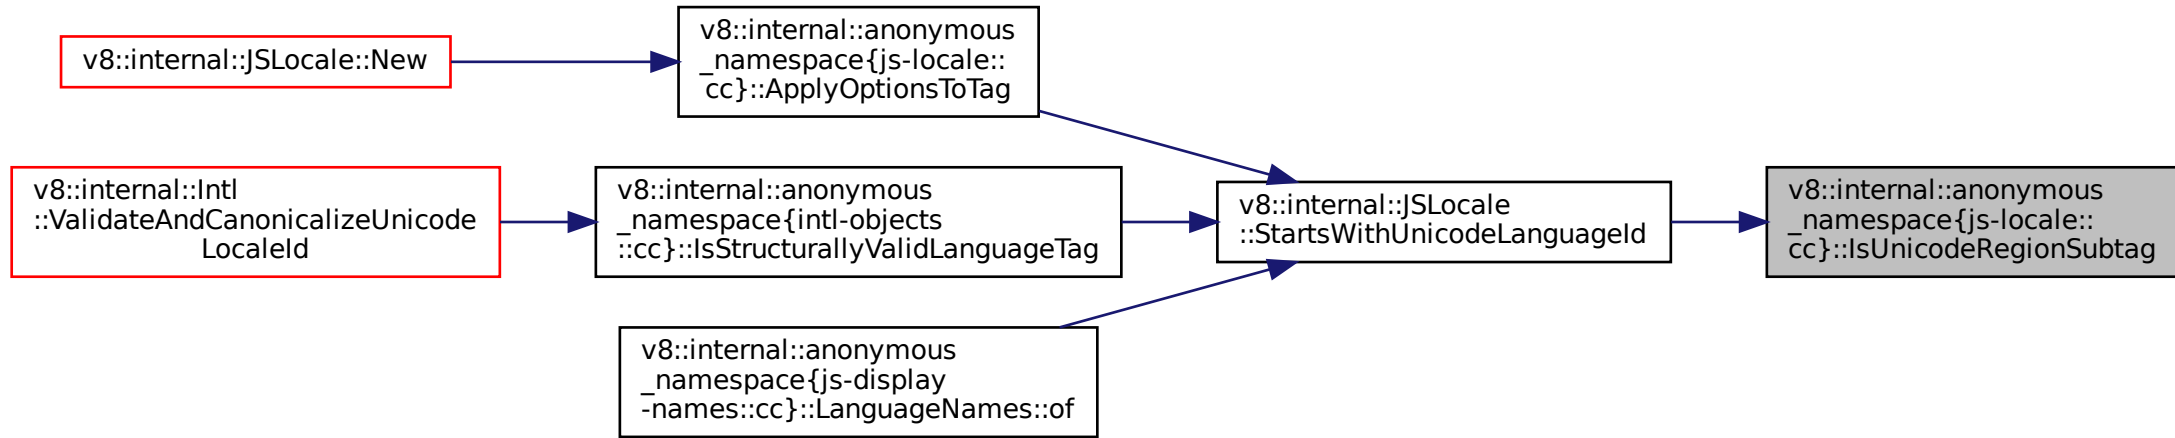 v8::internal::JSLocale::New
v8::internal::anonymous
_namespace{js-locale::
cc}::ApplyOptionsToTag
v8::internal::Intl
::ValidateAndCanonicalizeUnicode
LocaleId
v8::internal::anonymous
_namespace{intl-objects
::cc}::IsStructurallyValidLanguageTag
v8::internal::anonymous
_namespace{js-display
-names::cc}::LanguageNames::of
v8::internal::JSLocale
::StartsWithUnicodeLanguageId
v8::internal::anonymous
_namespace{js-locale::
cc}::IsUnicodeRegionSubtag